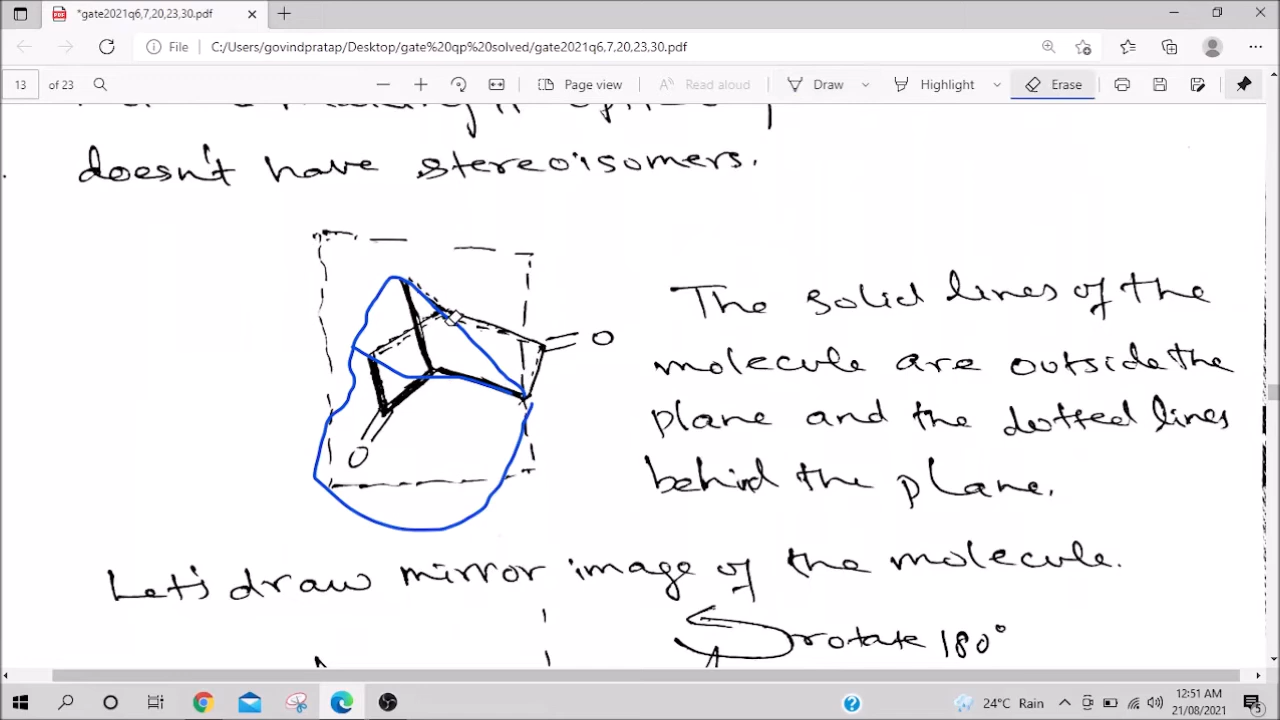 *gate2021q6,7,20,23,30.pdf
File C:/Users/govindpratap/Desktop/gate%20qp%20solved/gate2021q6,7,20,23,30.pdf
13 of 23 Page view Read aloud Draw Highlight Erase
doesn't have stereoisomers.
O
O
The solid lines of the
molecule are outside the
plane and the dotted lines
behind the plane.
Let's draw mirror image of the molecule.
rotate 180°
24°C Rain 12:51 AM
21/08/2021
5